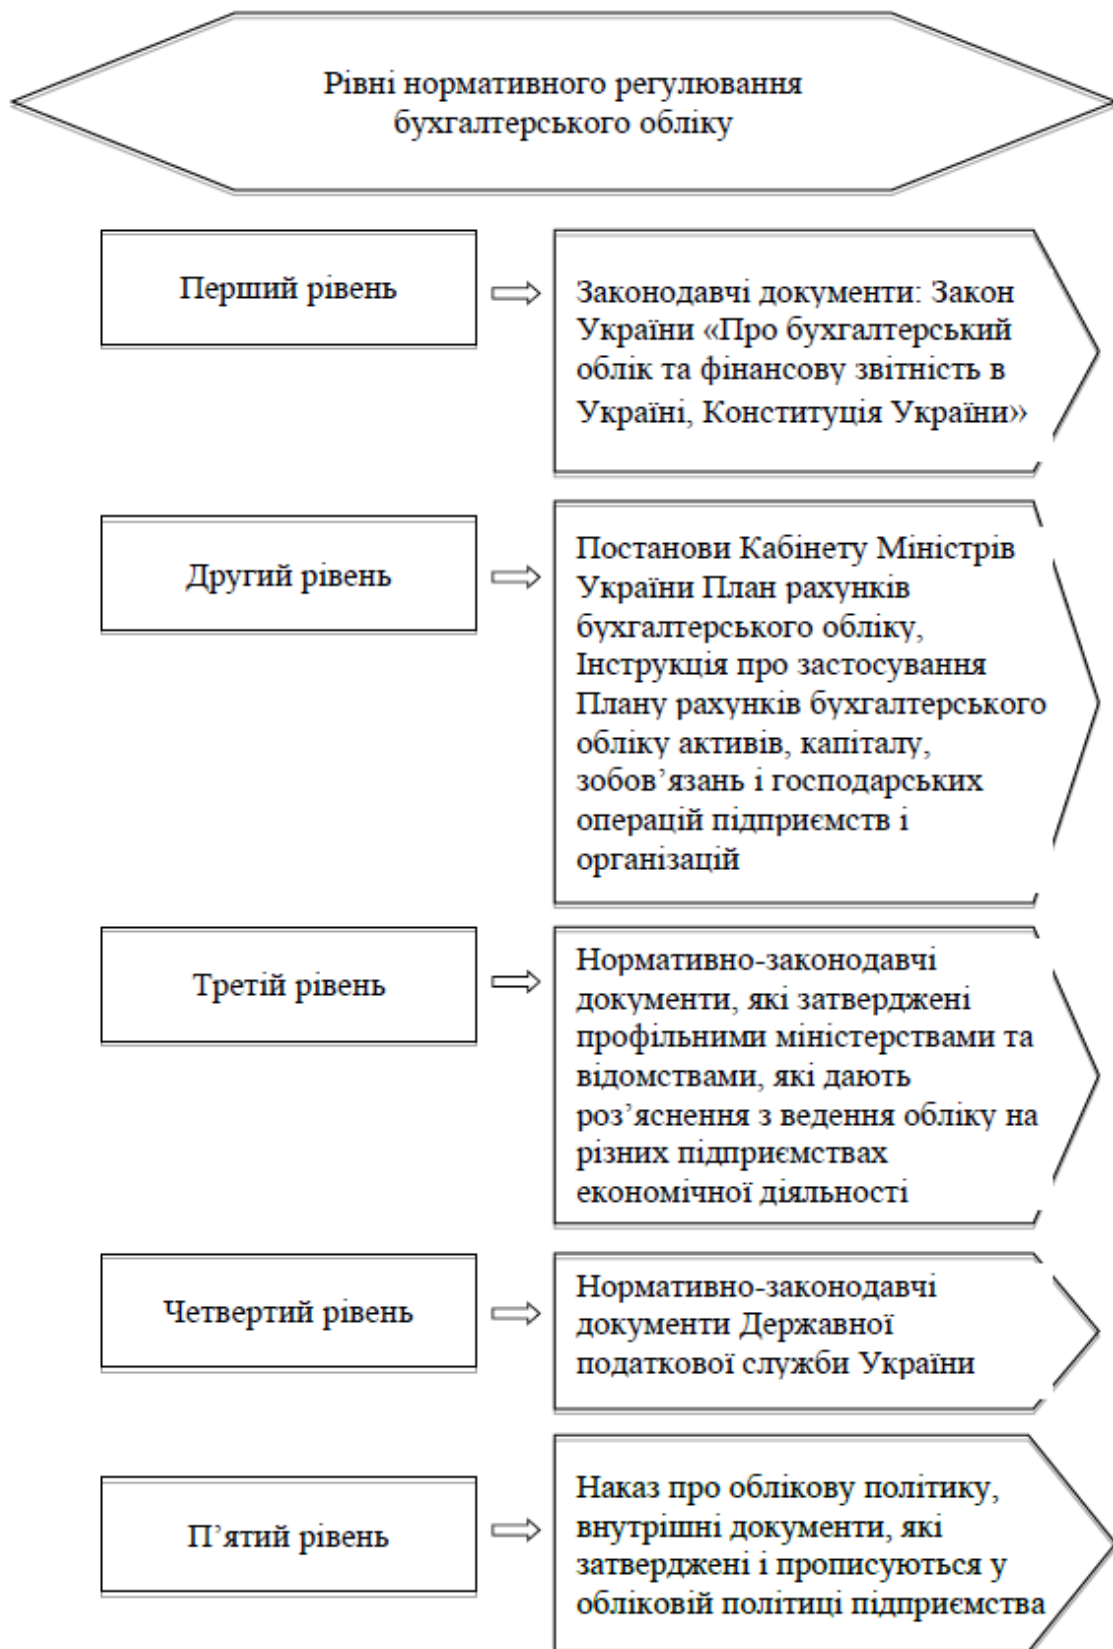 Рівні нормативного регулювання
бухгалтерського обліку
Перший рівень
Законодавчі документи: Закон
України «Про бухгалтерський
облік та фінансову звітність в
Україні, Конституція України»
Другий рівень
Постанови Кабінету Міністрів
України План рахунків
бухгалтерського обліку,
Інструкція про застосування
Плану рахунків бухгалтерського
обліку активів, капіталу,
зобов’язань і господарських
операцій підприємств і
організацій
Третій рівень
Нормативно-законодавчі
документи, які затверджені
профільними міністерствами та
відомствами, які дають
роз’яснення з ведення обліку на
різних підприємствах
економічної діяльності
Четвертий рівень
Нормативно-законодавчі
документи Державної
податкової служби України
П’ятий рівень
Наказ про облікову політику,
внутрішні документи, які
затверджені і прописуються у
обліковій політиці підприємства